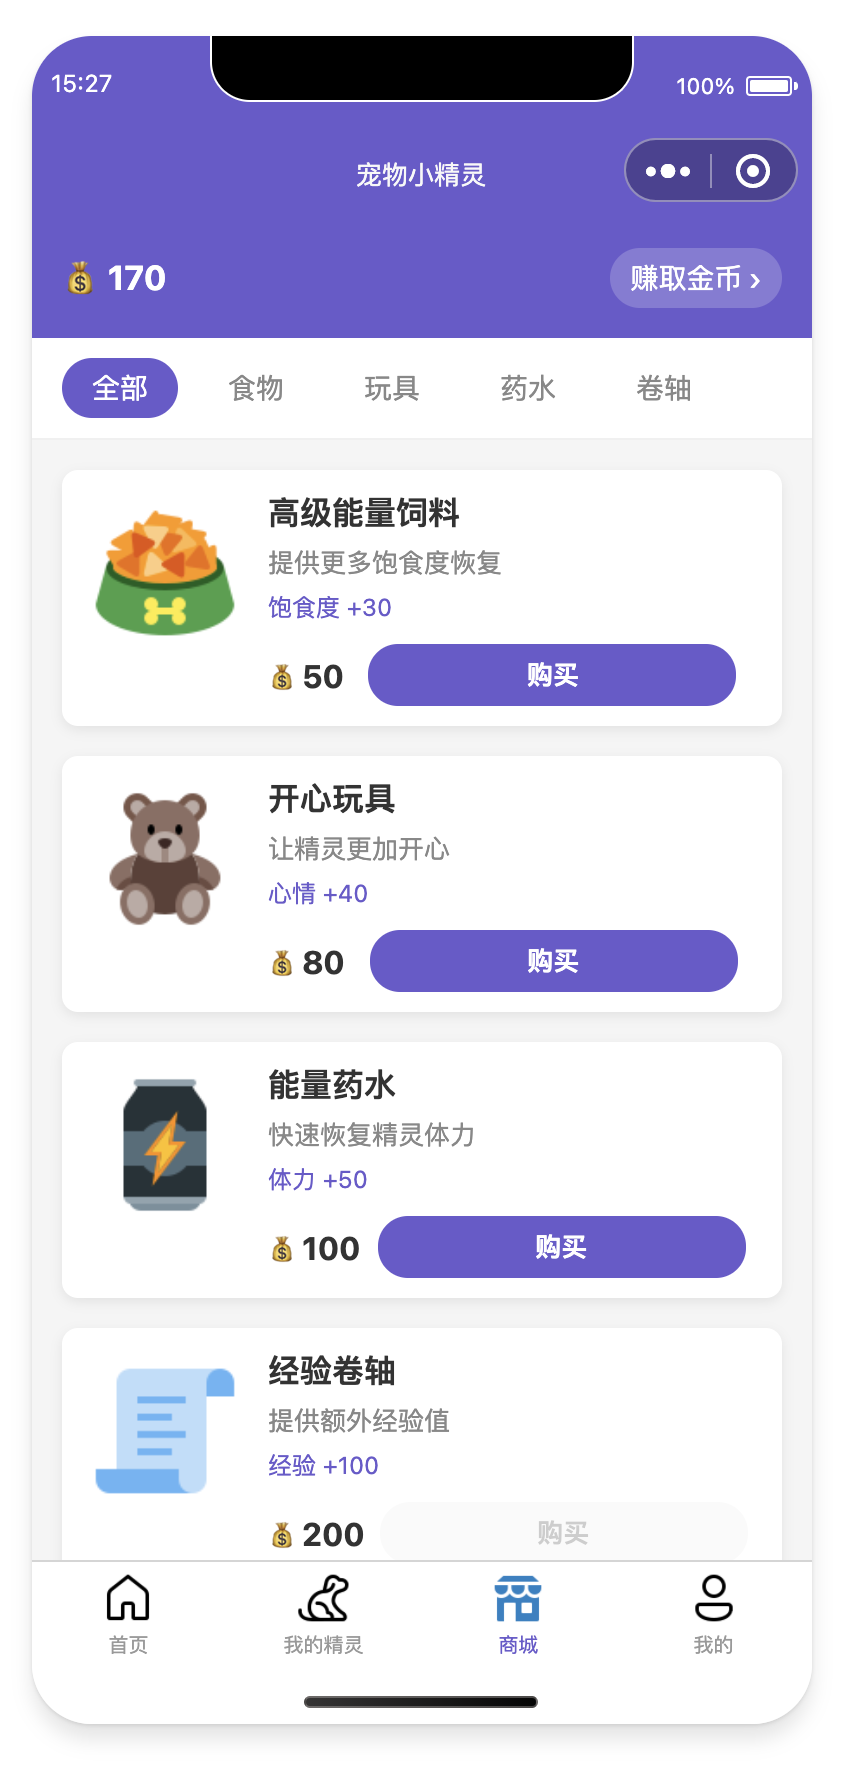 15:27
100%
宠物小精灵
170
赚取金币 ›
全部 食物 玩具 药水 卷轴
高级能量饲料
提供更多饱食度恢复
饱食度 +30
50 购买
开心玩具
让精灵更加开心
心情 +40
80 购买
能量药水
快速恢复精灵体力
体力 +50
100 购买
经验卷轴
提供额外经验值
经验 +100
200 购买
首页 我的精灵 商城 我的